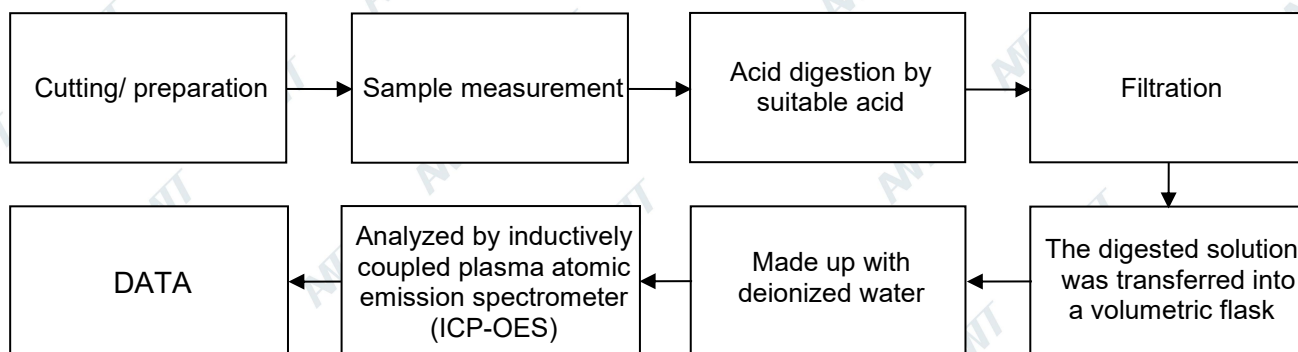 Cutting/ preparation
Sample measurement
Acid digestion by
suitable acid
Filtration
The digested solution
was transferred into
a volumetric flask
Made up with
deionized water
Analyzed by inductively
coupled plasma atomic
emission spectrometer
(ICP-OES)
DATA